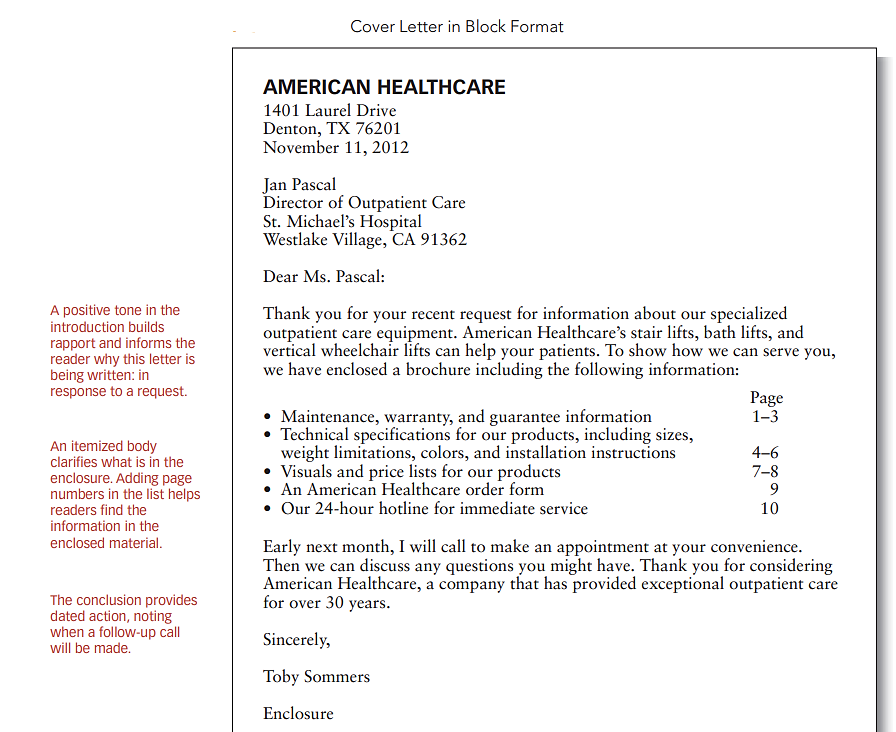 Cover Letter in Block Format
AMERICAN HEALTHCARE
1401 Laurel Drive
Denton, TX 76201
November 11, 2012
Jan Pascal
Director of Outpatient Care
St. Michael's Hospital
Westlake Village, CA 91362
Dear Ms. Pascal:
A positive tone in the
introduction builds
rapport and informs the
reader why this letter is
being written: in
response to a request.
Thank you for your recent request for information about our specialized
outpatient care equipment. American Healthcare's stair lifts, bath lifts, and
vertical wheelchair lifts can help your patients. To show how we can serve you,
we have enclosed a brochure including the following information:
An itemized body
clarifies what is in the
enclosure. Adding page
numbers in the list helps
readers find the
information in the
enclosed material.
Page
• Maintenance, warranty, and guarantee information 1–3
• Technical specifications for our products, including sizes,
weight limitations, colors, and installation instructions 4–6
• Visuals and price lists for our products 7–8
• An American Healthcare order form 9
• Our 24-hour hotline for immediate service 10
Early next month, I will call to make an appointment at your convenience.
Then we can discuss any questions you might have. Thank you for considering
American Healthcare, a company that has provided exceptional outpatient care
for over 30 years.
The conclusion provides
dated action, noting
when a follow-up call
will be made.
Sincerely,
Toby Sommers
Enclosure